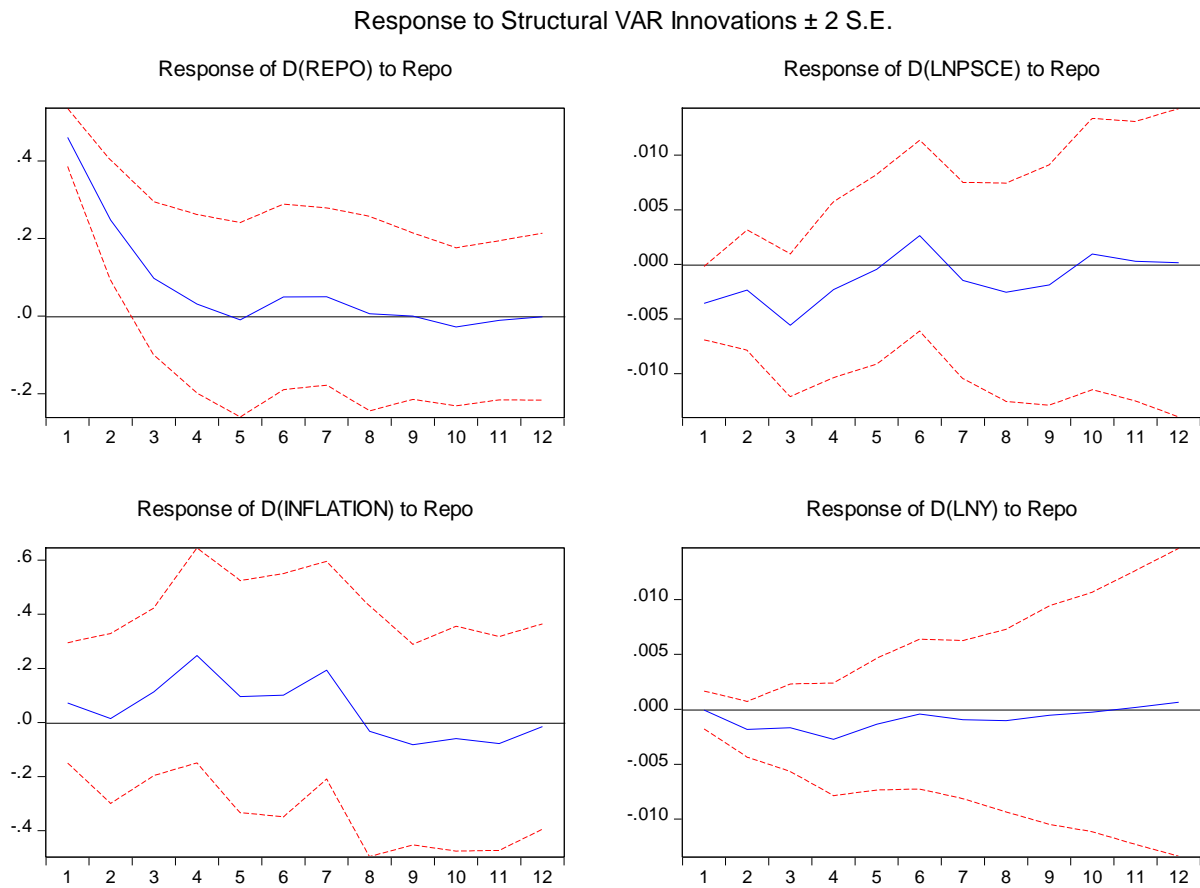 Response to Structural VAR Innovations ± 2 S.E.
Response of D(REPO) to Repo
.4
.2
.0
-.2
1 2 3 4 5 6 7 8 9 10 11 12
Response of D(LNPSCE) to Repo
.010
.005
.000
-.005
-.010
1 2 3 4 5 6 7 8 9 10 11 12
Response of D(INFLATION) to Repo
.6
.4
.2
.0
-.2
-.4
1 2 3 4 5 6 7 8 9 10 11 12
Response of D(LNY) to Repo
.010
.005
.000
-.005
-.010
1 2 3 4 5 6 7 8 9 10 11 12